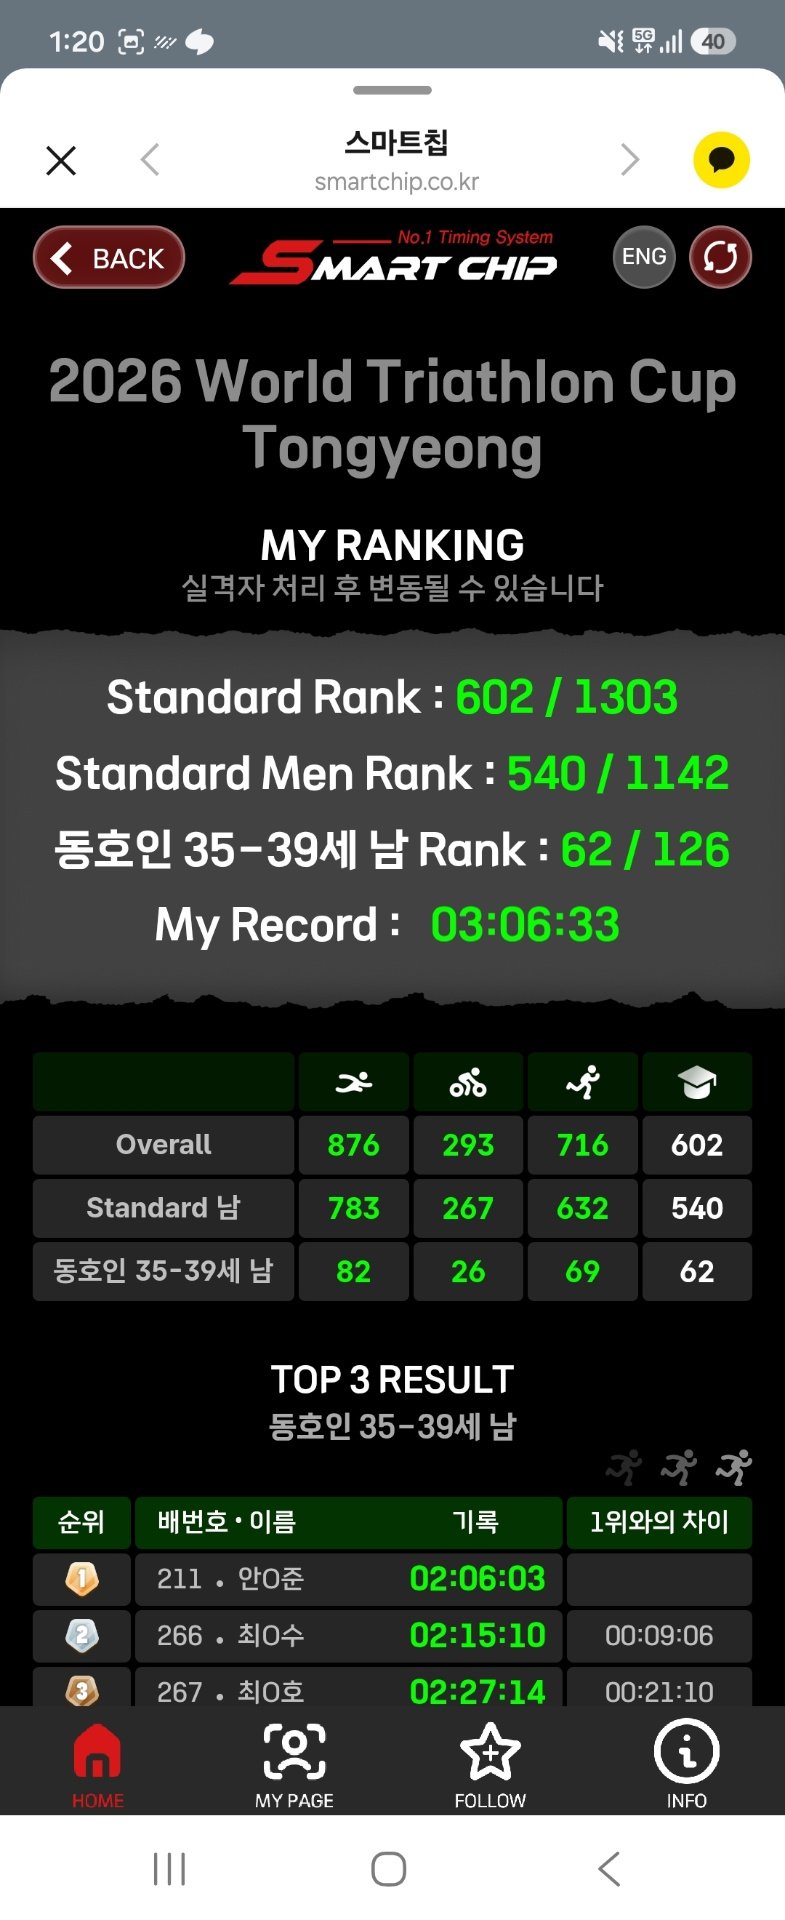 1:20
5G
40
스마트칩
smartchip.co.kr
BACK
No.1 Timing System
SMART CHIP
ENG
2026 World Triathlon Cup
Tongyeong
MY RANKING
실격자 처리 후 변동될 수 있습니다
Standard Rank : 602 / 1303
Standard Men Rank : 540 / 1142
동호인 35-39세 남 Rank : 62 / 126
My Record : 03:06:33
Overall 876 293 716 602
Standard 남 783 267 632 540
동호인 35-39세 남 82 26 69 62
TOP 3 RESULT
동호인 35-39세 남
순위 배번호 • 이름 기록 1위와의 차이
1 211 • 안O준 02:06:03
2 266 • 최O수 02:15:10 00:09:06
3 267 • 최O호 02:27:14 00:21:10
HOME MY PAGE FOLLOW INFO